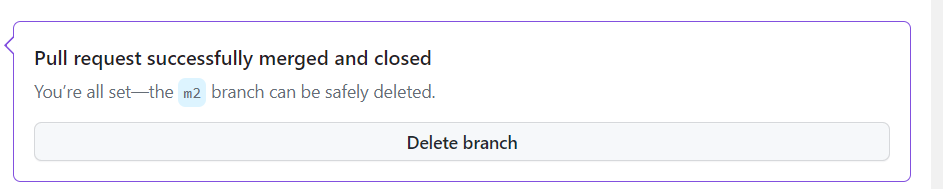 Pull request successfully merged and closed
You’re all set—the m2 branch can be safely deleted.
Delete branch